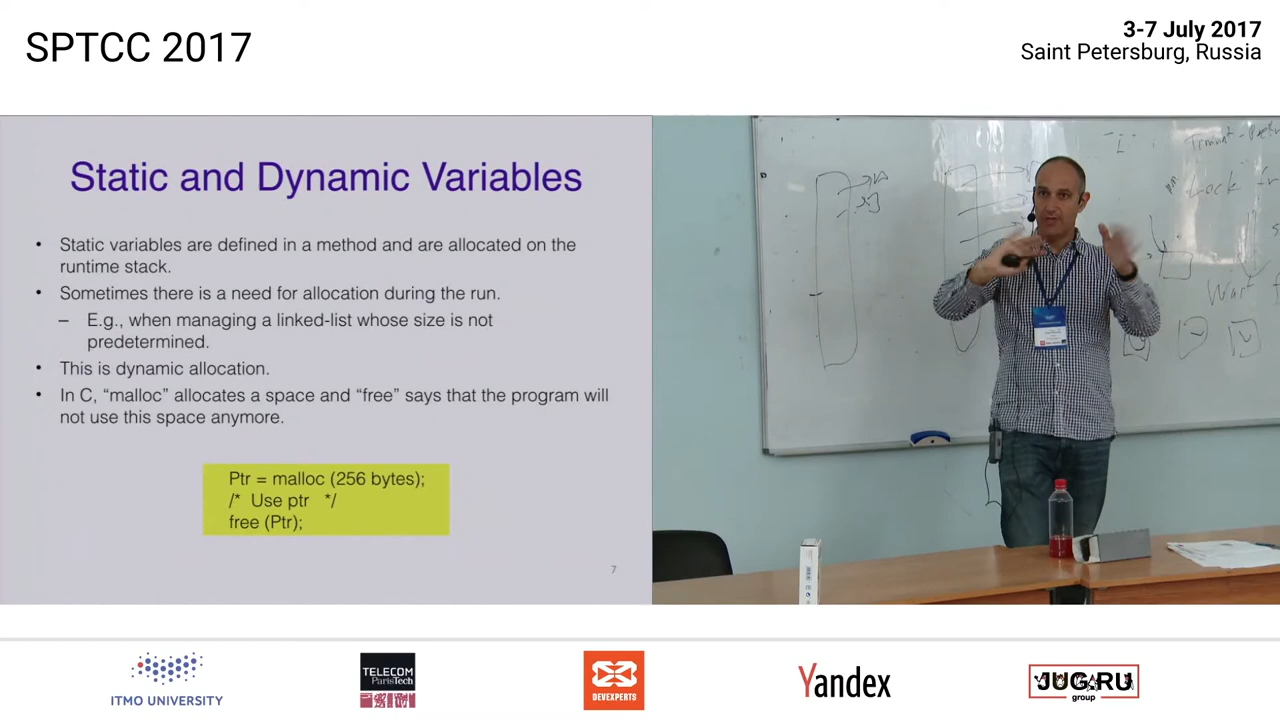 SPTCC 2017
3-7 July 2017
Saint Petersburg, Russia
Static and Dynamic Variables
• Static variables are defined in a method and are allocated on the
runtime stack.
• Sometimes there is a need for allocation during the run.
– E.g., when managing a linked-list whose size is not
predetermined.
• This is dynamic allocation.
• In C, “malloc” allocates a space and “free” says that the program will
not use this space anymore.
Ptr = malloc (256 bytes);
/* Use ptr */
free (Ptr);
7
Lock
ITMO UNIVERSITY
TELECOM
ParisTech
DEVEXPERTS
Yandex
JUG.RU
group